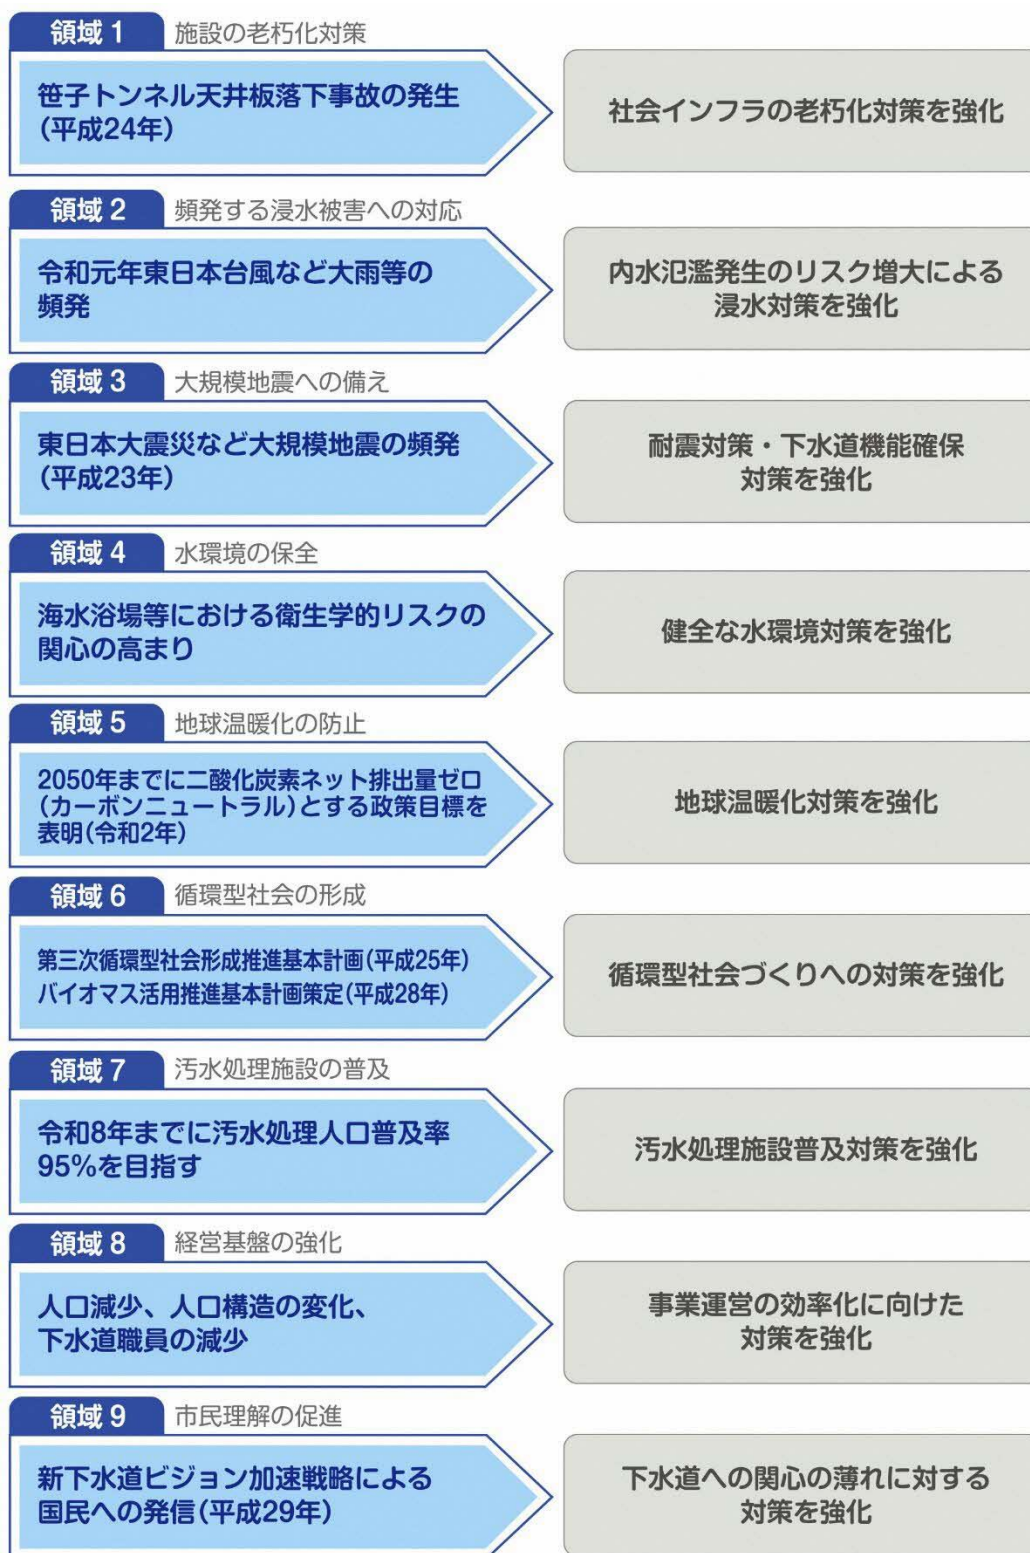 領域 1 施設の老朽化対策
笹子トンネル天井板落下事故の発生
(平成24年)
社会インフラの老朽化対策を強化
領域 2 頻発する浸水被害への対応
令和元年東日本台風など大雨等の
頻発
内水氾濫発生のリスク増大による
浸水対策を強化
領域 3 大規模地震への備え
東日本大震災など大規模地震の頻発
(平成23年)
耐震対策・下水道機能確保
対策を強化
領域 4 水環境の保全
海水浴場等における衛生学的リスクの
関心の高まり
健全な水環境対策を強化
領域 5 地球温暖化の防止
2050年までに二酸化炭素ネット排出量ゼロ
(カーボンニュートラル)とする政策目標を
表明(令和2年)
地球温暖化対策を強化
領域 6 循環型社会の形成
第三次循環型社会形成推進基本計画(平成25年)
バイオマス活用推進基本計画策定(平成28年)
循環型社会づくりへの対策を強化
領域 7 汚水処理施設の普及
令和8年までに汚水処理人口普及率
95%を目指す
汚水処理施設普及対策を強化
領域 8 経営基盤の強化
人口減少、人口構造の変化、
下水道職員の減少
事業運営の効率化に向けた
対策を強化
領域 9 市民理解の促進
新下水道ビジョン加速戦略による
国民への発信(平成29年)
下水道への関心の薄れに対する
対策を強化